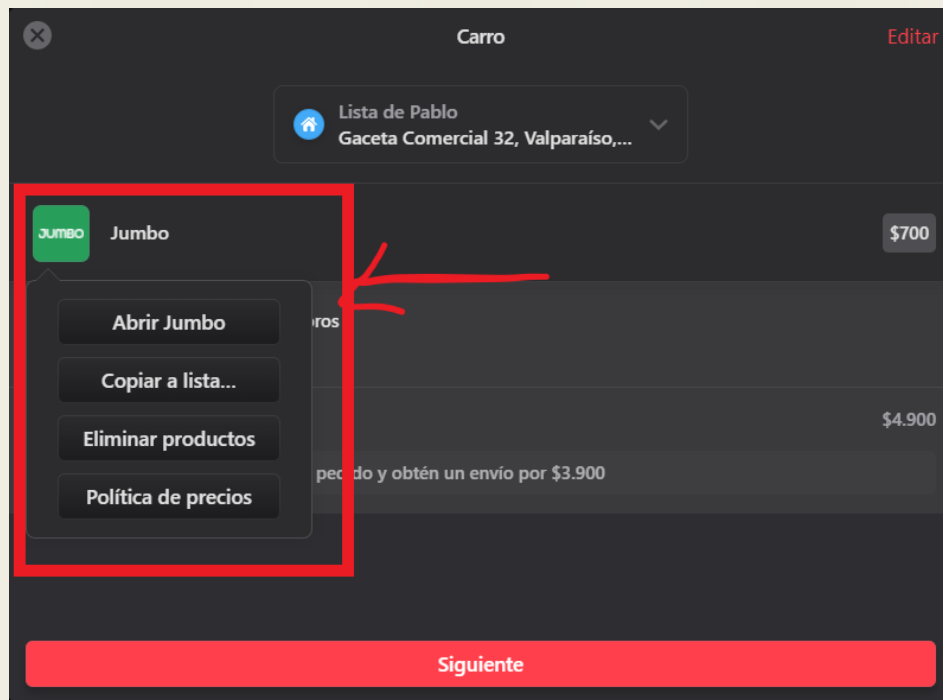 Carro
Editar
Lista de Pablo
Gaceta Comercial 32, Valparaíso,...
JUMBO
Jumbo
$700
Abrir Jumbo
ros
Copiar a lista...
$4.900
Eliminar productos
pedido y obtén un envío por $3.900
Política de precios
Siguiente